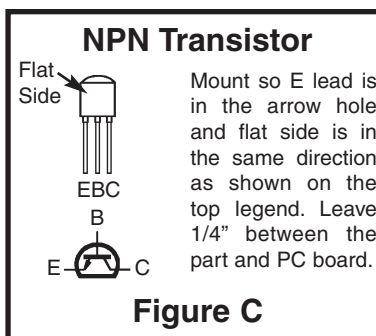 NPN Transistor
Flat
Side
Mount so E lead is
in the arrow hole
and flat side is in
the same direction
as shown on the
top legend. Leave
1/4” between the
part and PC board.
EBC
B
E
C
Figure C